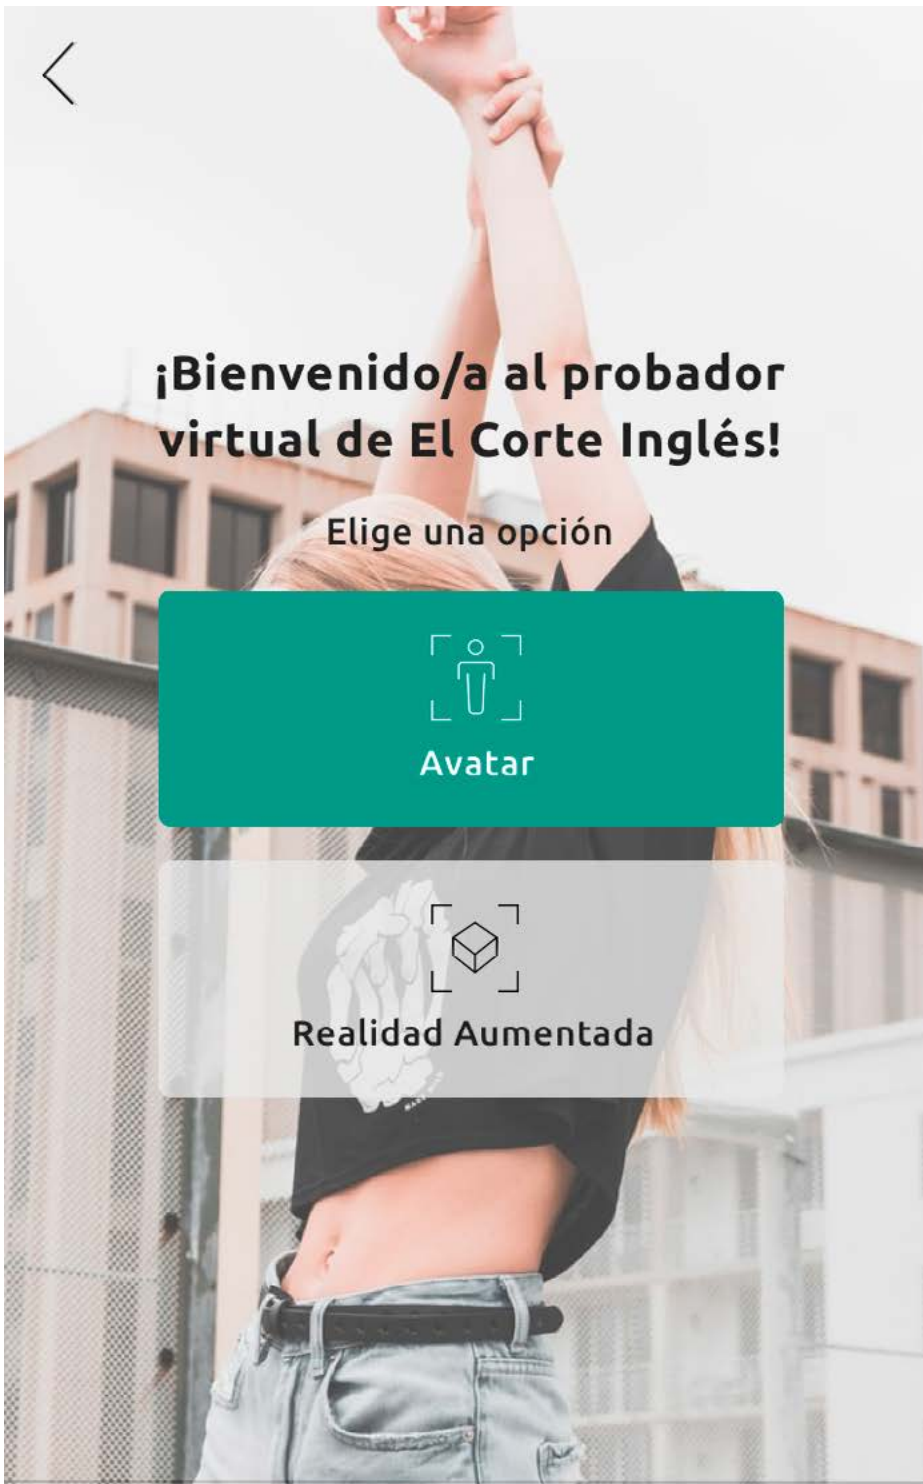 ¡Bienvenido/a al probador
virtual de El Corte Inglés!
Elige una opción
Avatar
Realidad Aumentada